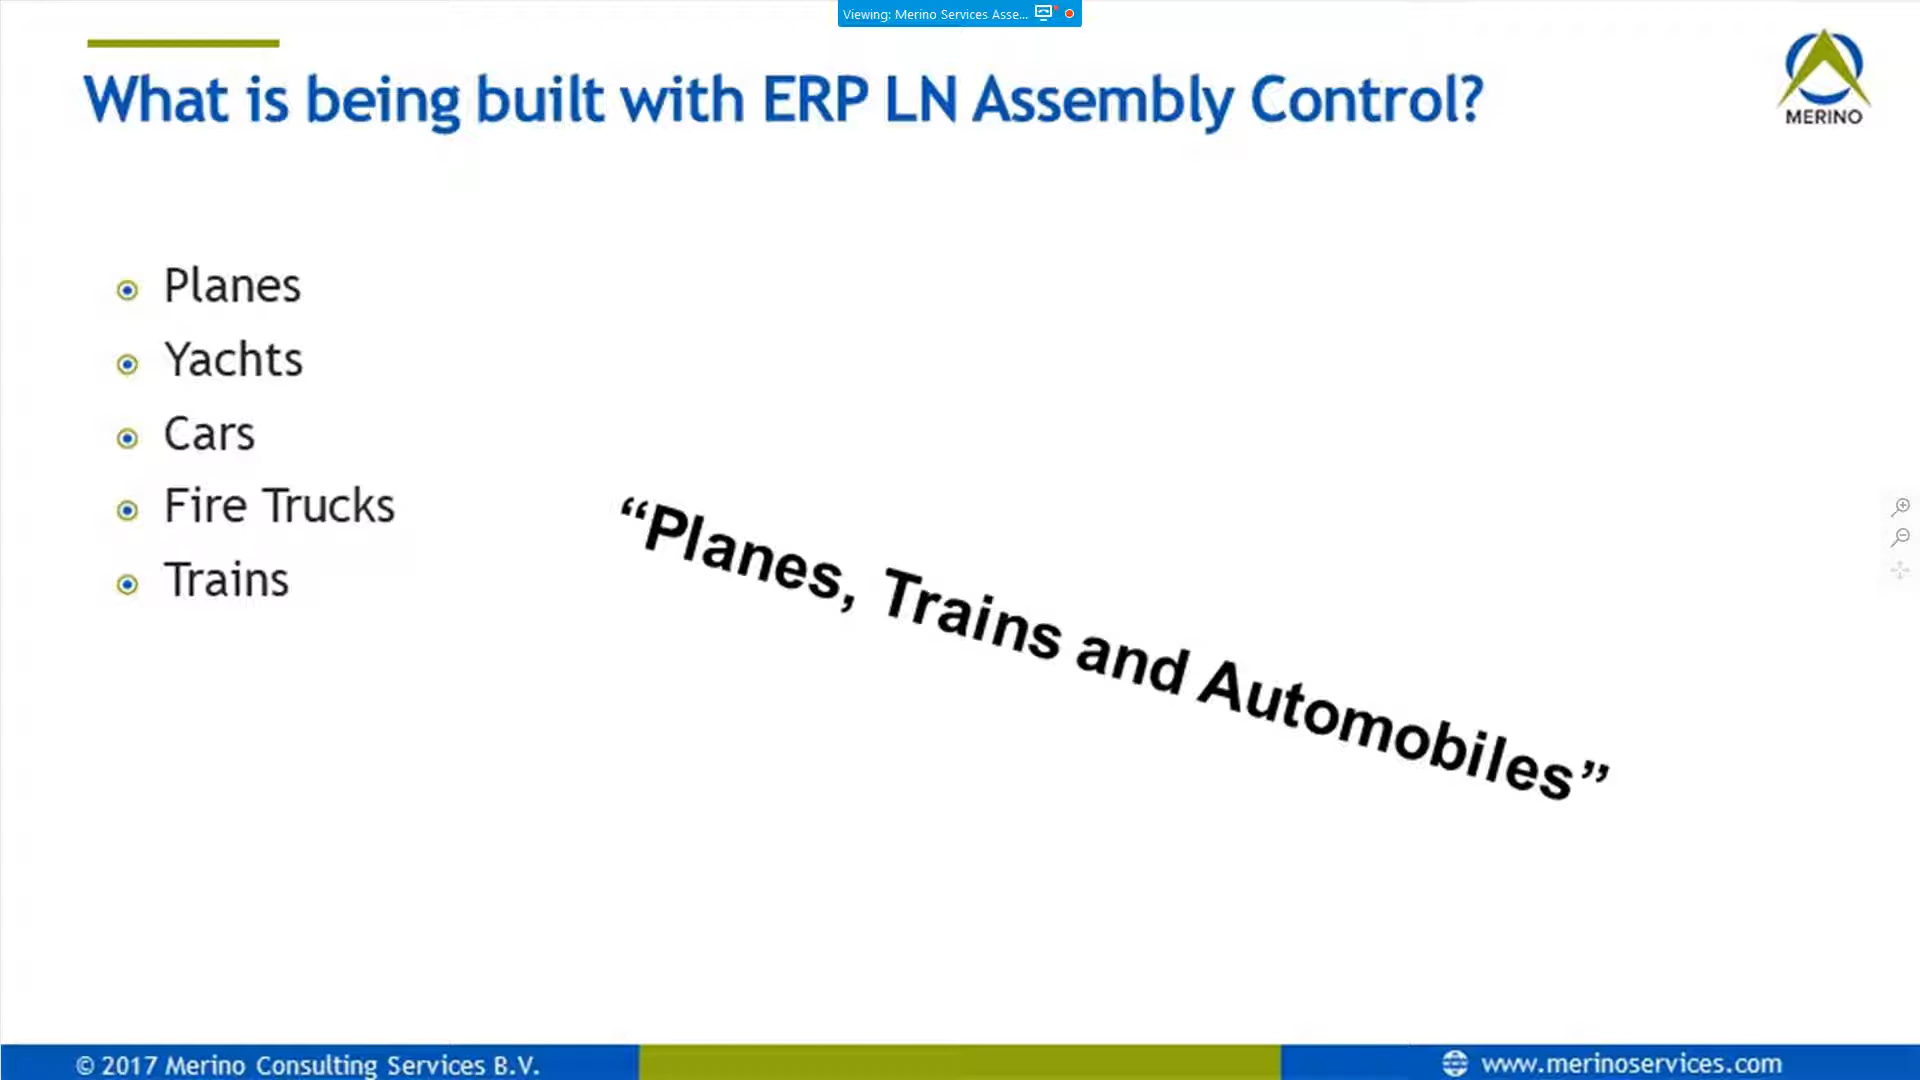 Viewing: Merino Services Asse...
What is being built with ERP LN Assembly Control?
MERINO
Planes
Yachts
Cars
Fire Trucks
Trains
“Planes, Trains and Automobiles”
© 2017 Merino Consulting Services B.V.
www.merinoservices.com